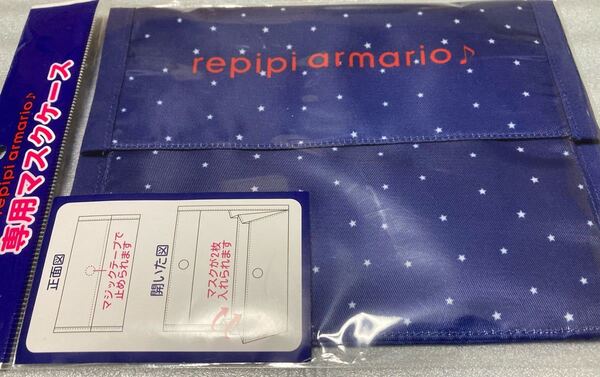 repipi armario♪
repipi armario♪
専用マスクケース
正面図
マジックテープで
止められます
開いた図
マスクが2枚
入れられます